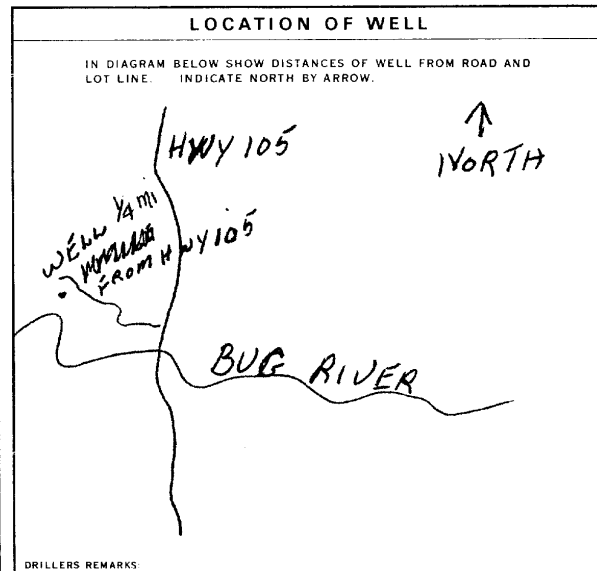 LOCATION OF WELL
IN DIAGRAM BELOW SHOW DISTANCES OF WELL FROM ROAD AND
LOT LINE. INDICATE NORTH BY ARROW.
HWY 105
NORTH
WELL 1/4 MI
FROM HWY 105
BUG RIVER
DRILLERS REMARKS: